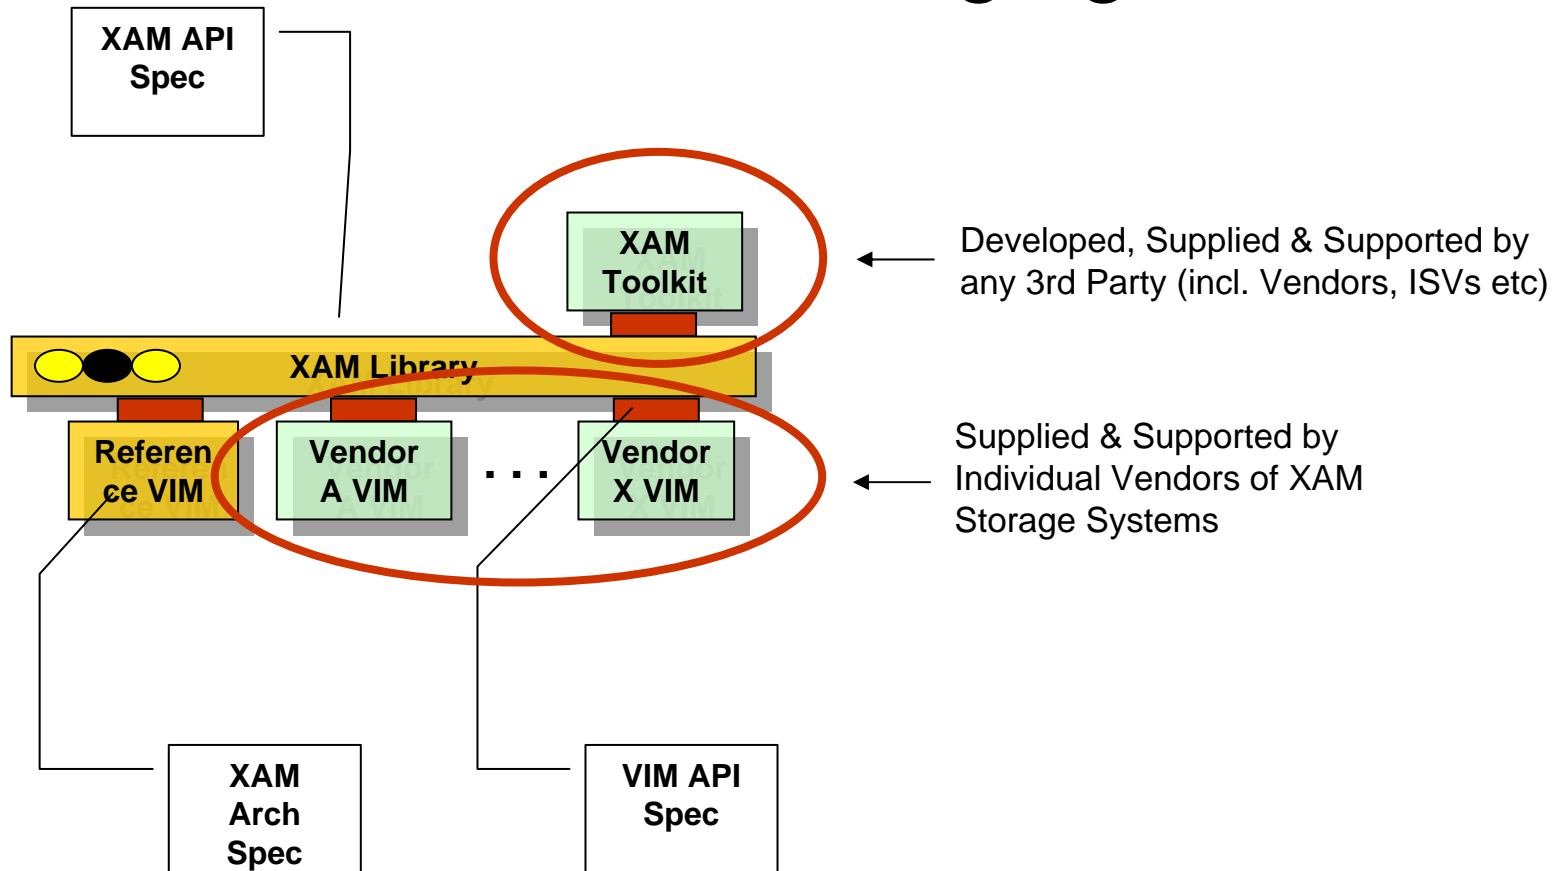 XAM API
Spec
XAM
Toolkit
Developed, Supplied & Supported by
any 3rd Party (incl. Vendors, ISVs etc)
XAM Library
Referen
ce VIM
Vendor
A VIM
. . .
Vendor
X VIM
Supplied & Supported by
Individual Vendors of XAM
Storage Systems
XAM
Arch
Spec
VIM API
Spec